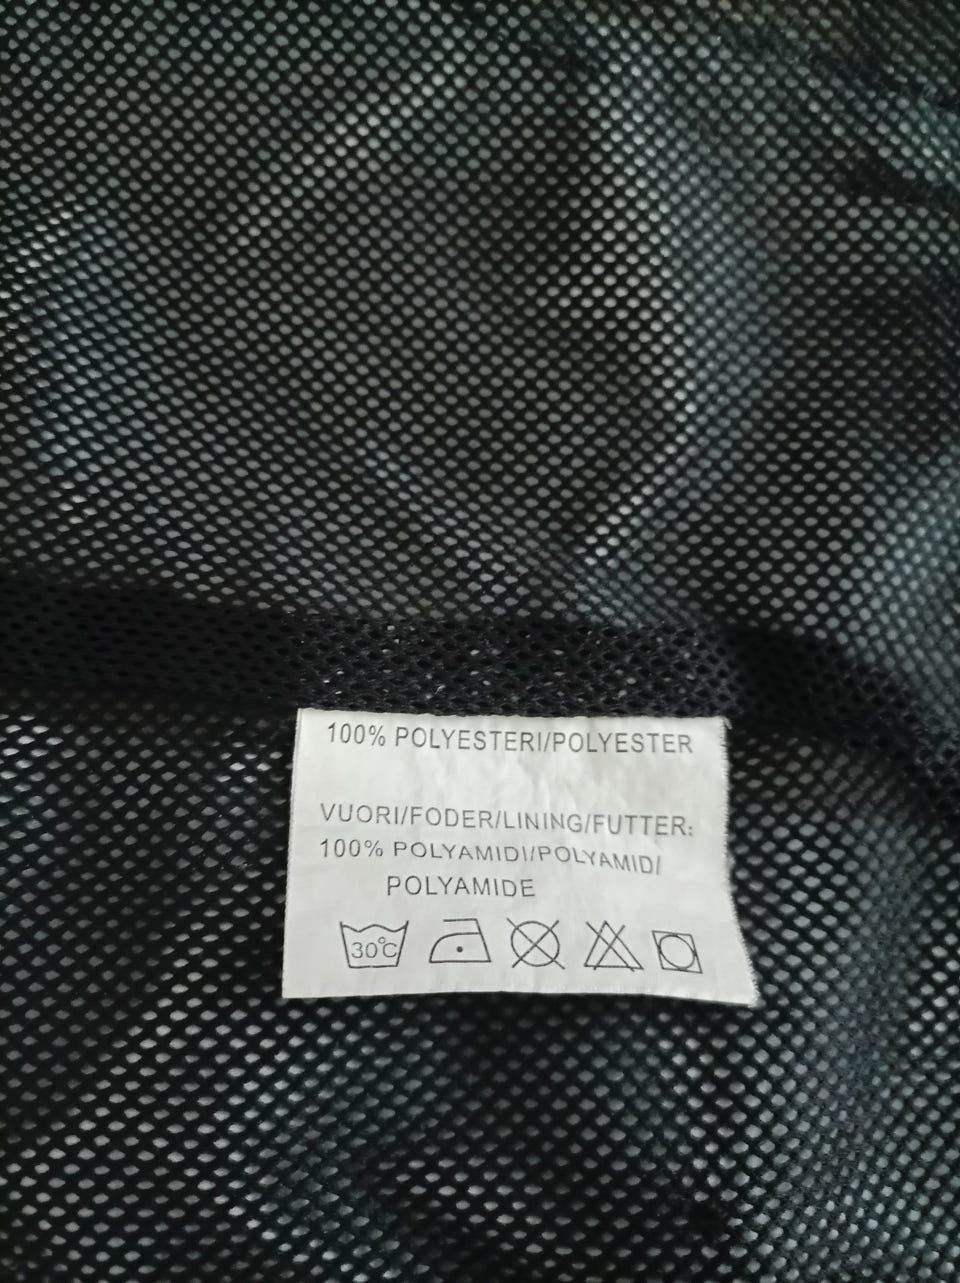 100% POLYESTERI/POLYESTER
VUORI/FODER/LINING/FUTTER:
100% POLYAMIDI/POLYAMID/
POLYAMIDE
30°C